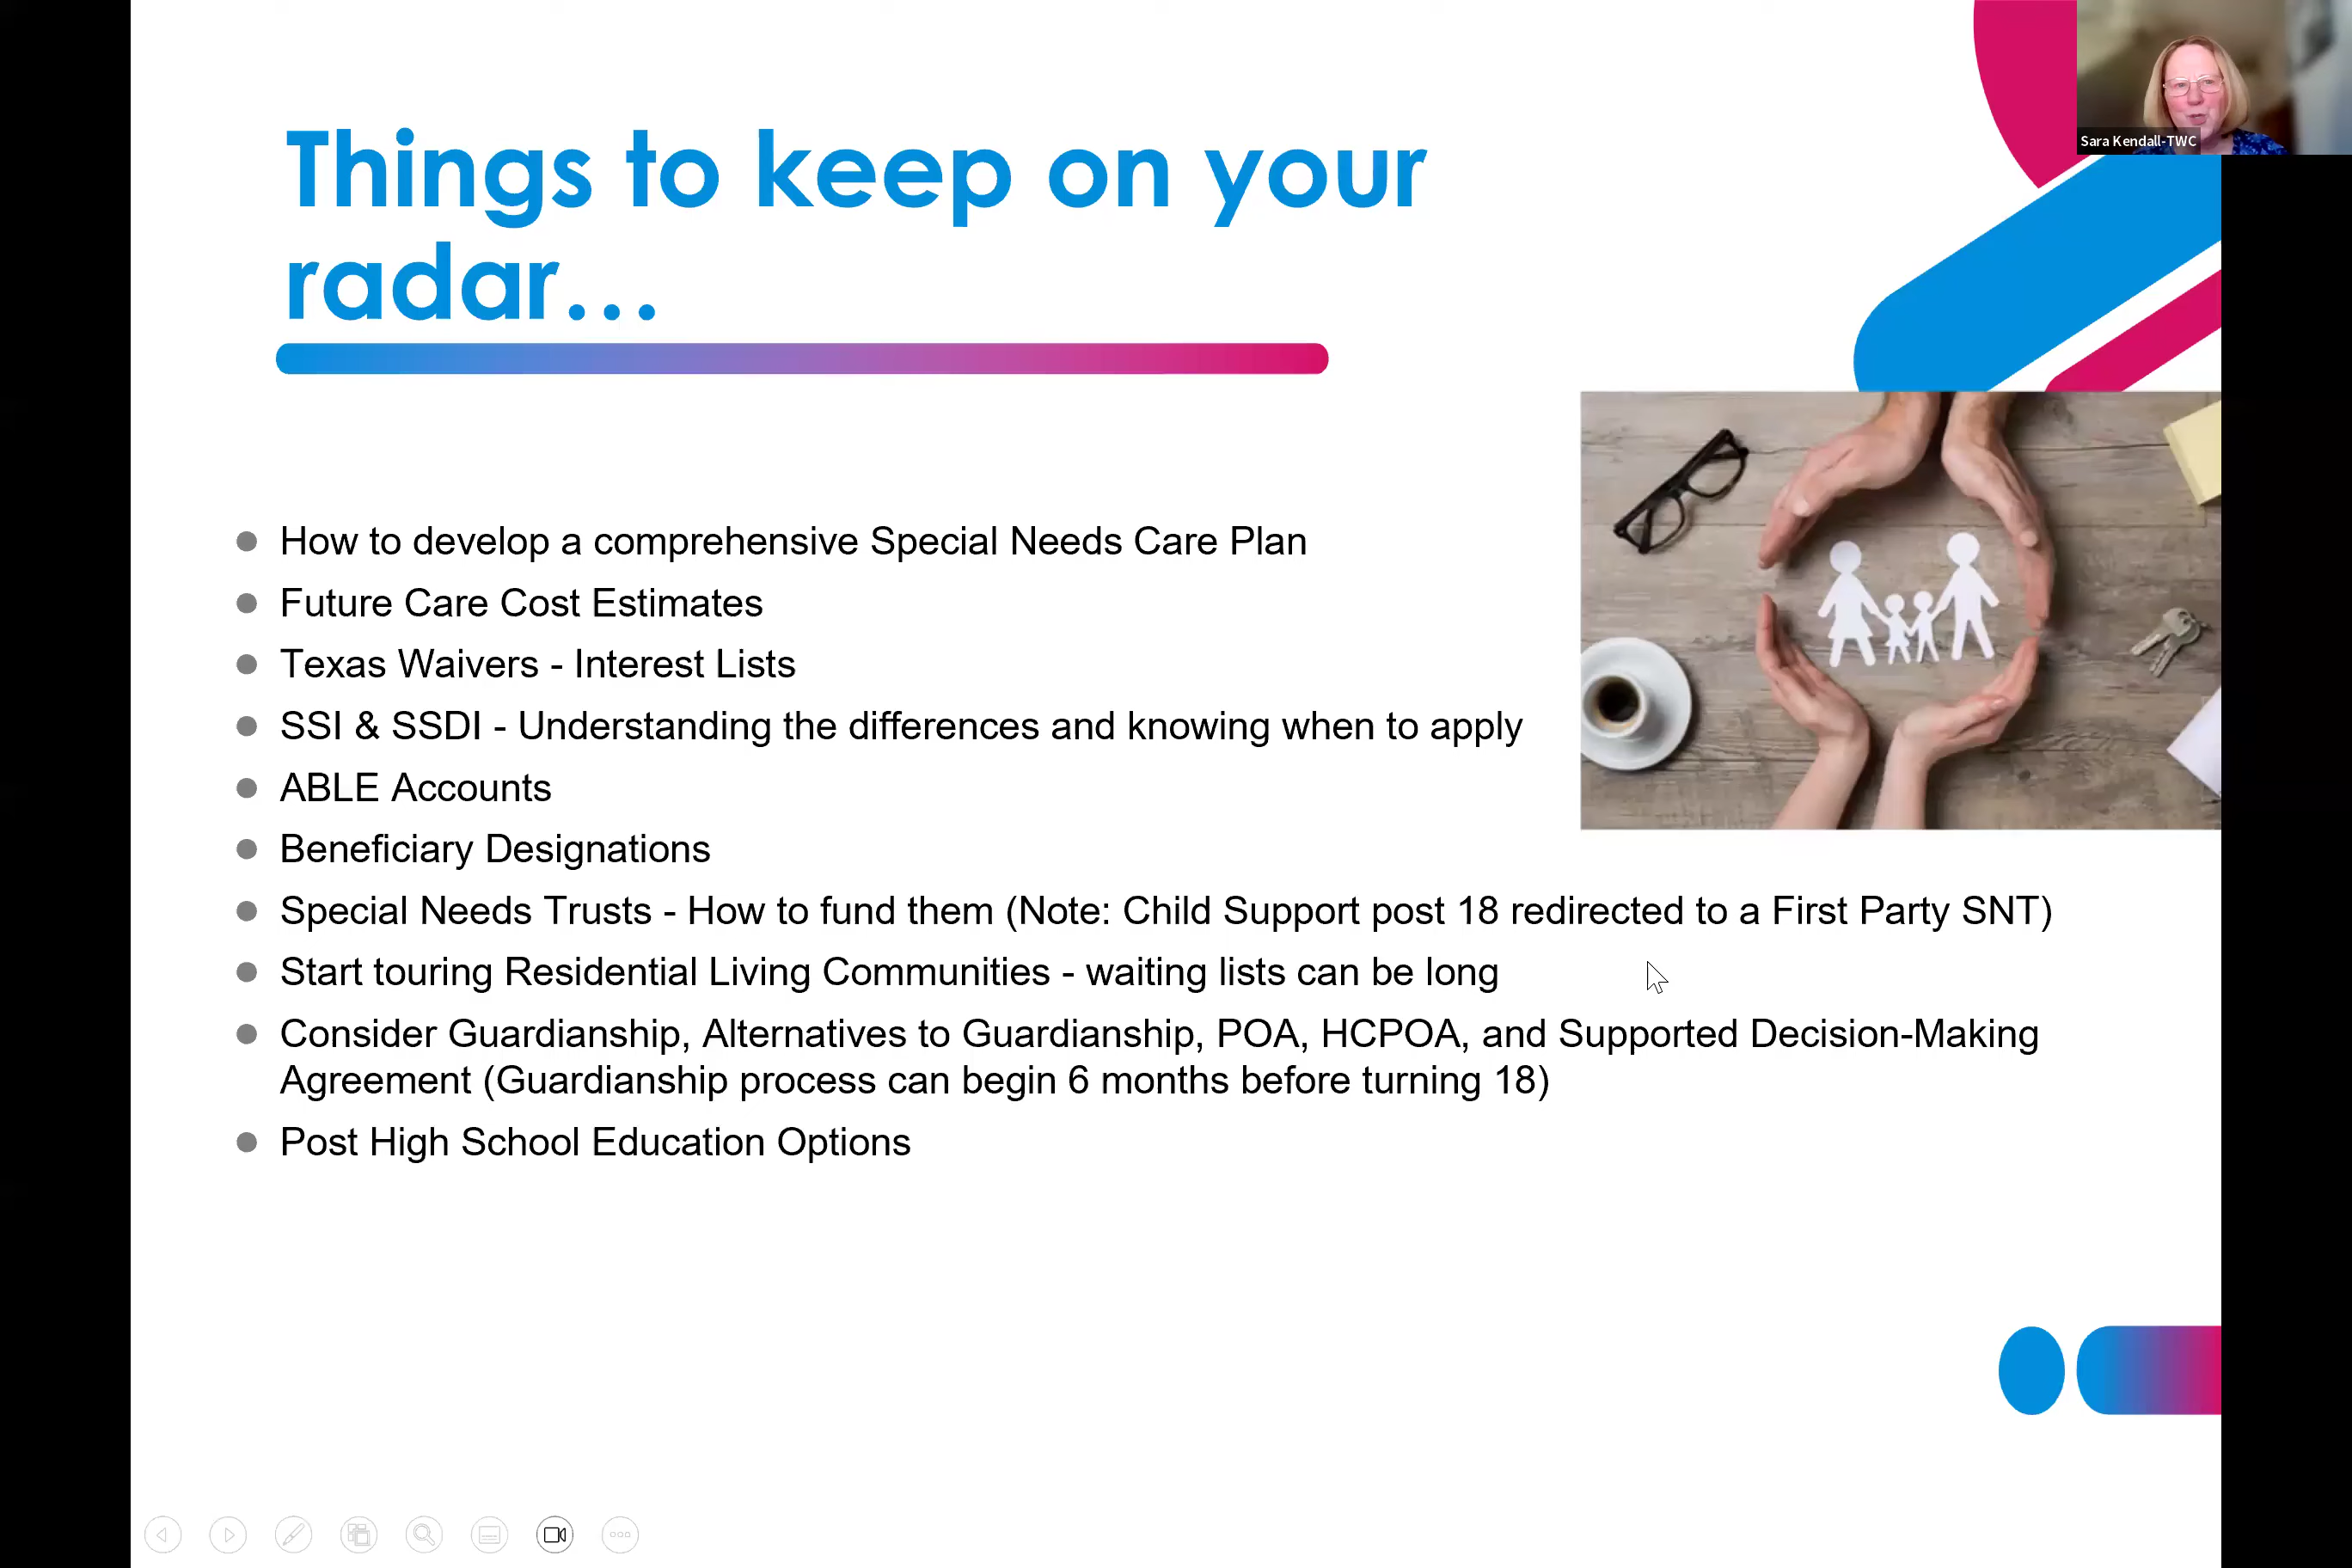 Sara Kendall-TWC
Things to keep on your
radar...
How to develop a comprehensive Special Needs Care Plan
Future Care Cost Estimates
Texas Waivers - Interest Lists
SSI & SSDI - Understanding the differences and knowing when to apply
ABLE Accounts
Beneficiary Designations
Special Needs Trusts - How to fund them (Note: Child Support post 18 redirected to a First Party SNT)
Start touring Residential Living Communities - waiting lists can be long
Consider Guardianship, Alternatives to Guardianship, POA, HCPOA, and Supported Decision-Making
Agreement (Guardianship process can begin 6 months before turning 18)
Post High School Education Options